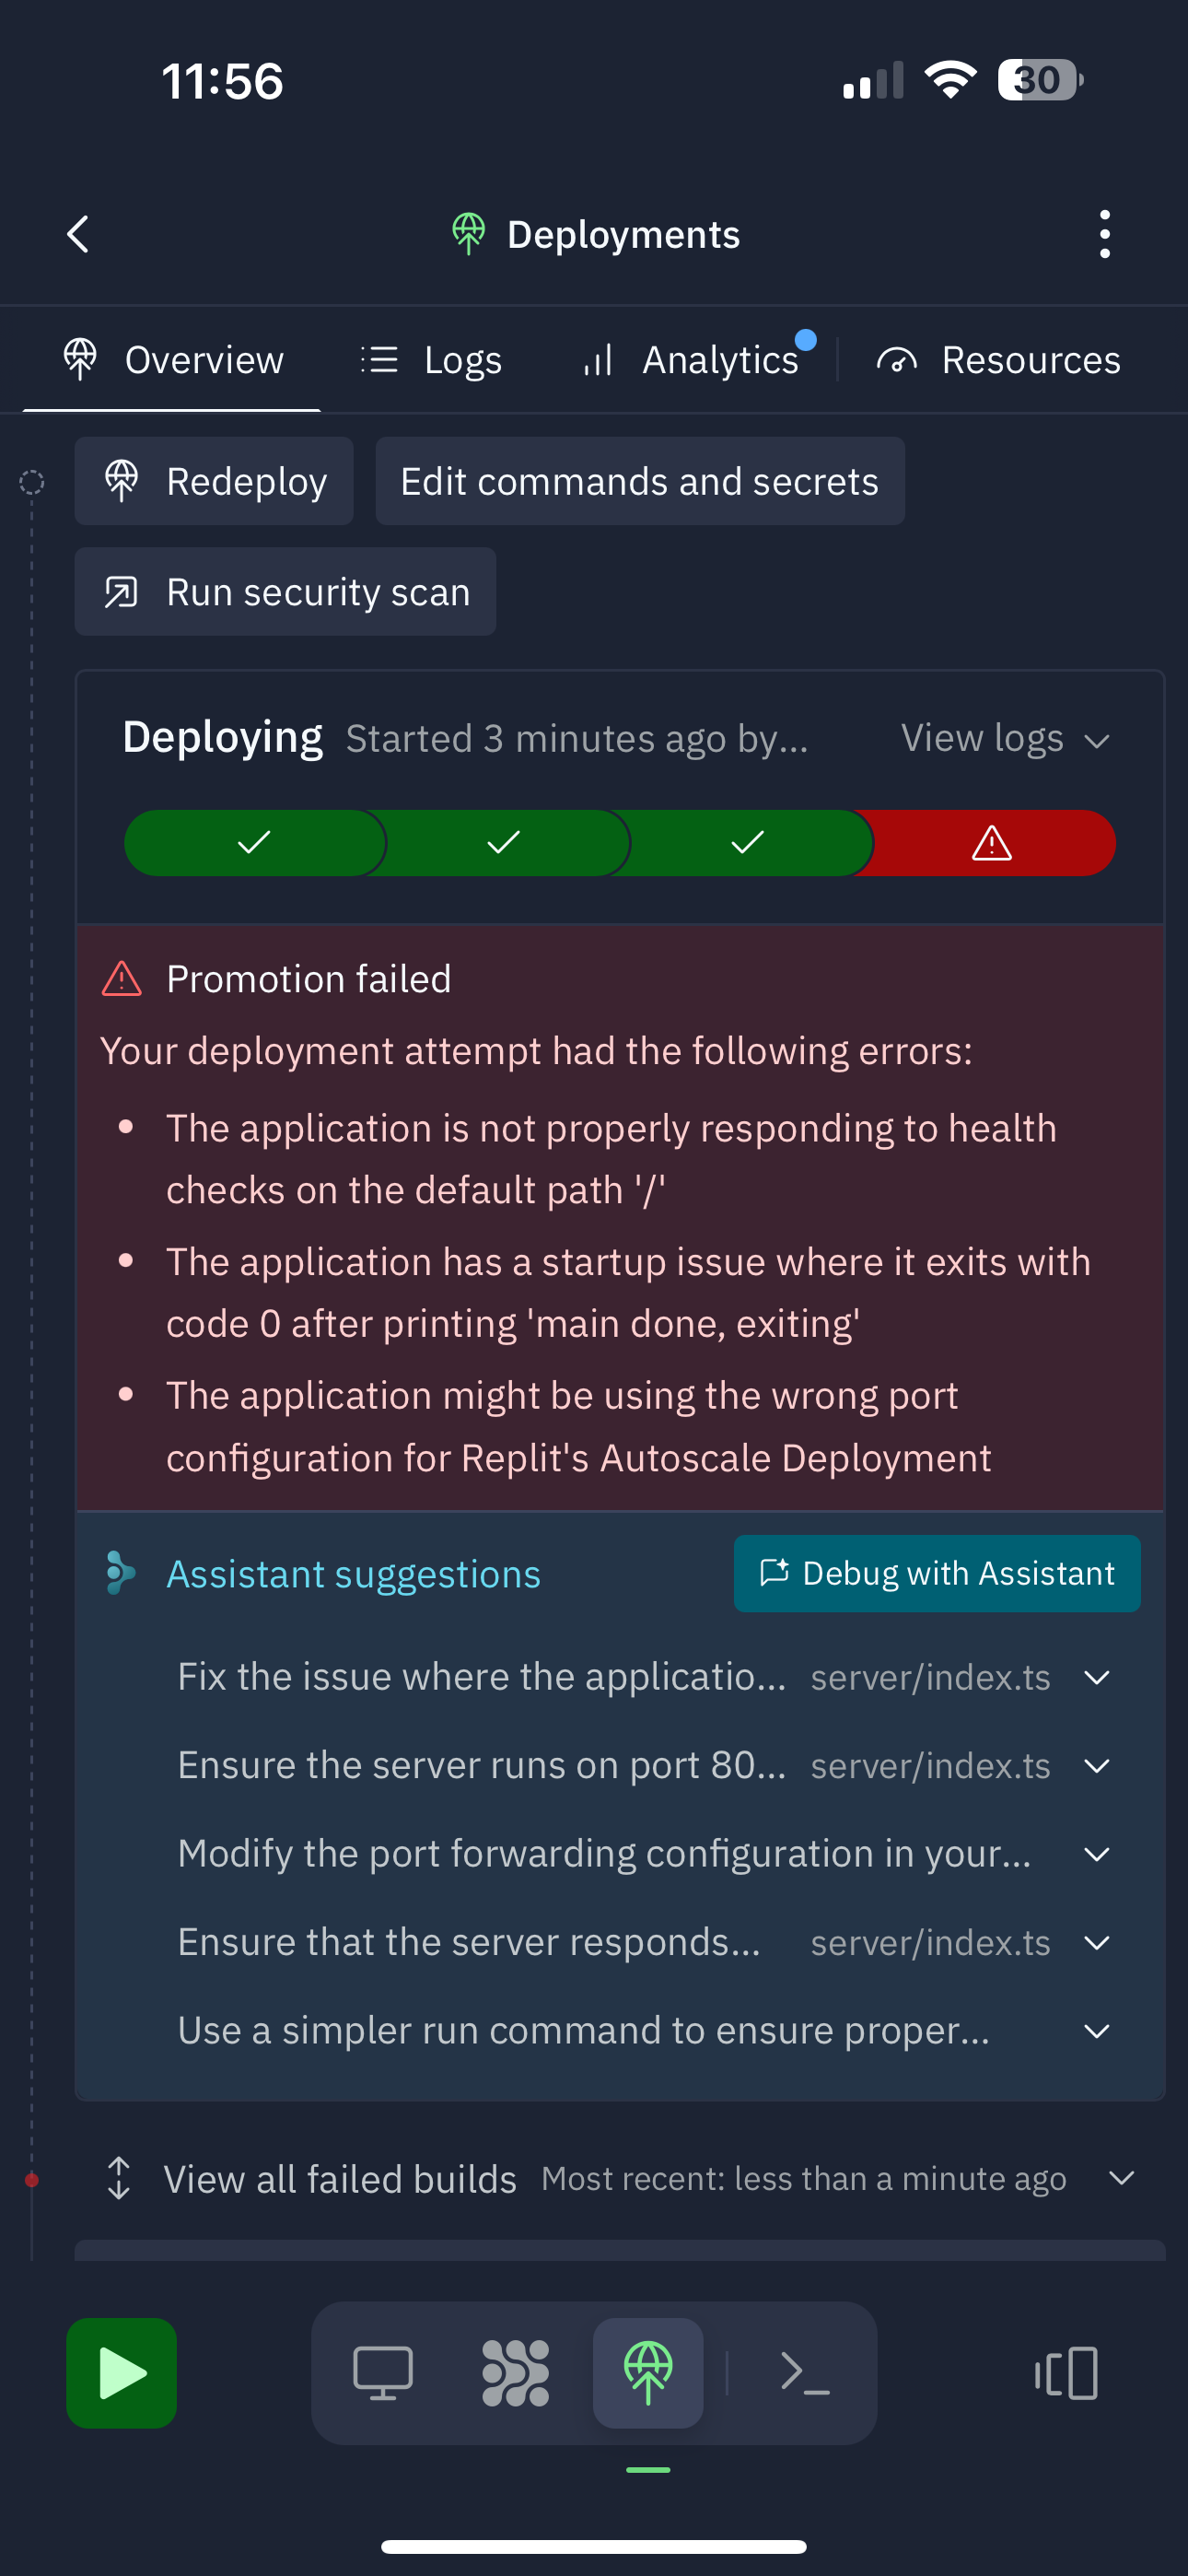 11:56
30
Deployments
Overview
Logs
Analytics
Resources
Redeploy
Edit commands and secrets
Run security scan
Deploying Started 3 minutes ago by...
View logs
Promotion failed
Your deployment attempt had the following errors:
• The application is not properly responding to health
checks on the default path '/'
• The application has a startup issue where it exits with
code 0 after printing 'main done, exiting'
• The application might be using the wrong port
configuration for Replit's Autoscale Deployment
Assistant suggestions
Debug with Assistant
Fix the issue where the applicatio... server/index.ts
Ensure the server runs on port 80... server/index.ts
Modify the port forwarding configuration in your...
Ensure that the server responds... server/index.ts
Use a simpler run command to ensure proper...
View all failed builds Most recent: less than a minute ago